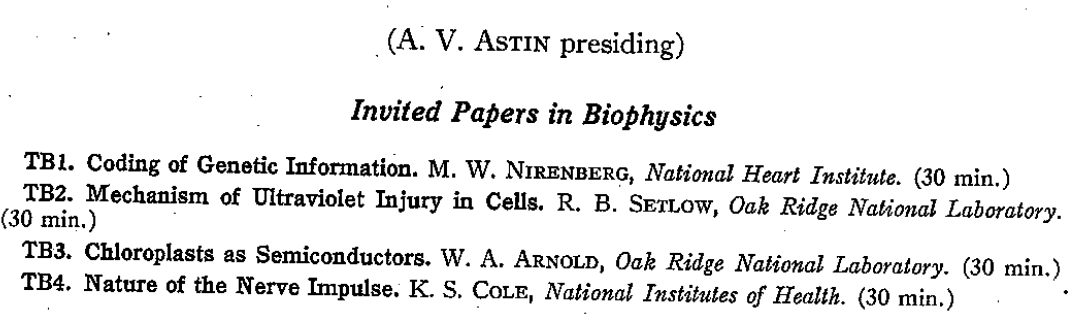 (A. V. ASTIN presiding)
Invited Papers in Biophysics
TB1. Coding of Genetic Information. M. W. NIRENBERG, National Heart Institute. (30 min.)
TB2. Mechanism of Ultraviolet Injury in Cells. R. B. SETLOW, Oak Ridge National Laboratory.
(30 min.)
TB3. Chloroplasts as Semiconductors. W. A. ARNOLD, Oak Ridge National Laboratory. (30 min.)
TB4. Nature of the Nerve Impulse. K. S. COLE, National Institutes of Health. (30 min.)